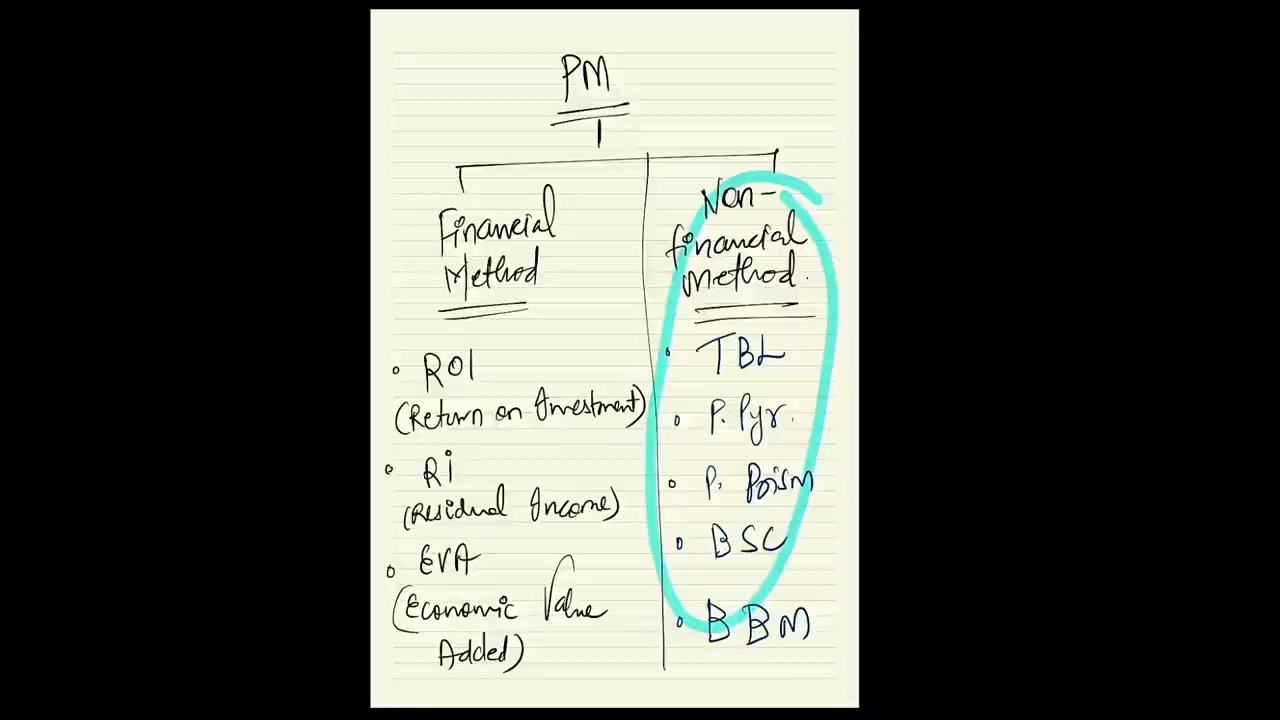 PM
Financial
Method
• ROI
(Return on Investment)
• RI
(Residual Income)
• EVA
(Economic Value
Added)
Non-
financial
Method.
• TBL
• P. Pyr.
• P. Prism
• BSC
• BBM